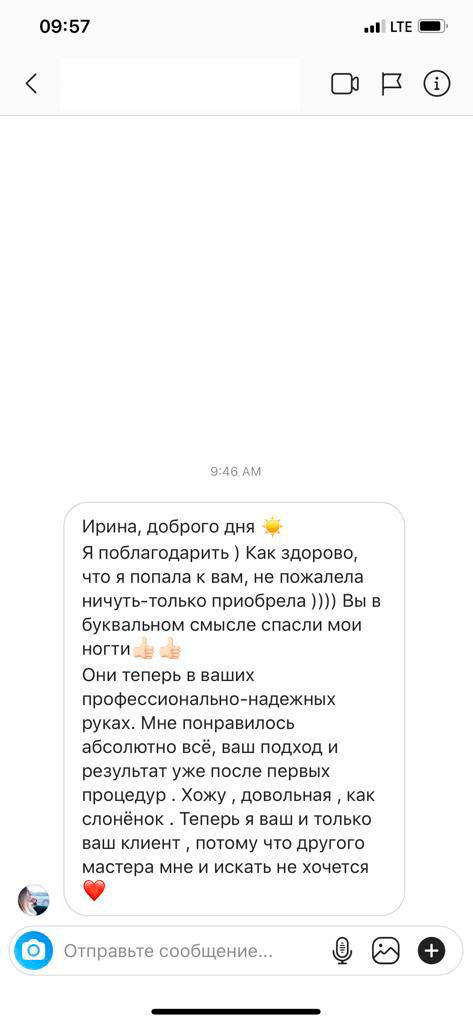 09:57
LTE
9:46 AM
Ирина, доброго дня ☀️
Я поблагодарить ) Как здорово,
что я попала к вам, не пожалела
ничуть-только приобрела )))) Вы в
буквальном смысле спасли мои
ногти👍🏻👍🏻
Они теперь в ваших
профессионально-надежных
руках. Мне понравилось
абсолютно всё, ваш подход и
результат уже после первых
процедур . Хожу , довольная , как
слонёнок . Теперь я ваш и только
ваш клиент , потому что другого
мастера мне и искать не хочется
❤️
Отправьте сообщение...